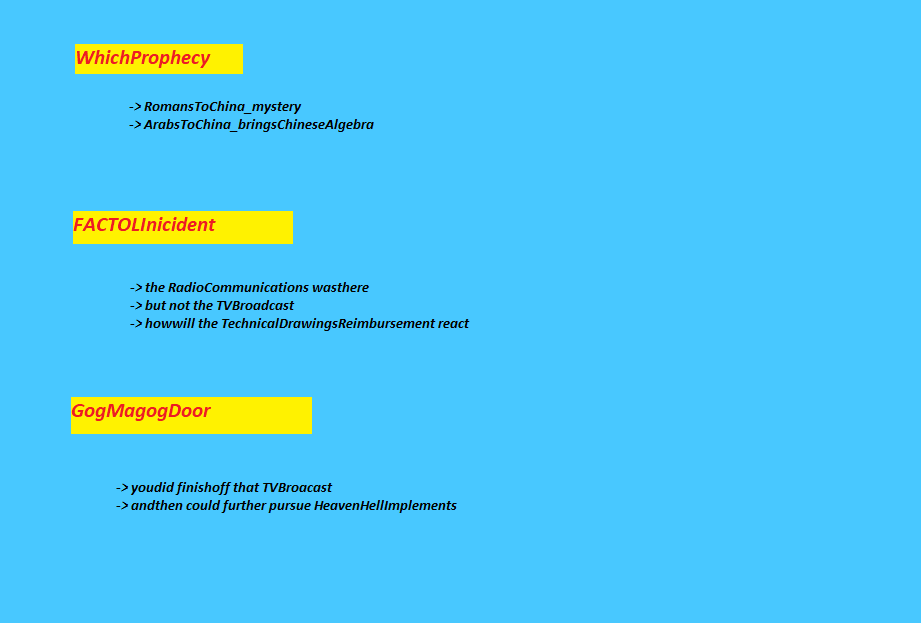 WhichProphecy
-> RomansToChina_mystery
-> ArabsToChina_bringsChineseAlgebra
FACTOLInicident
-> the RadioCommunications wasthere
-> but not the TVBroadcast
-> howwill the TechnicalDrawingsReimbursement react
GogMagogDoor
-> youdid finishoff that TVBroacast
-> andthen could further pursue HeavenHellImplements